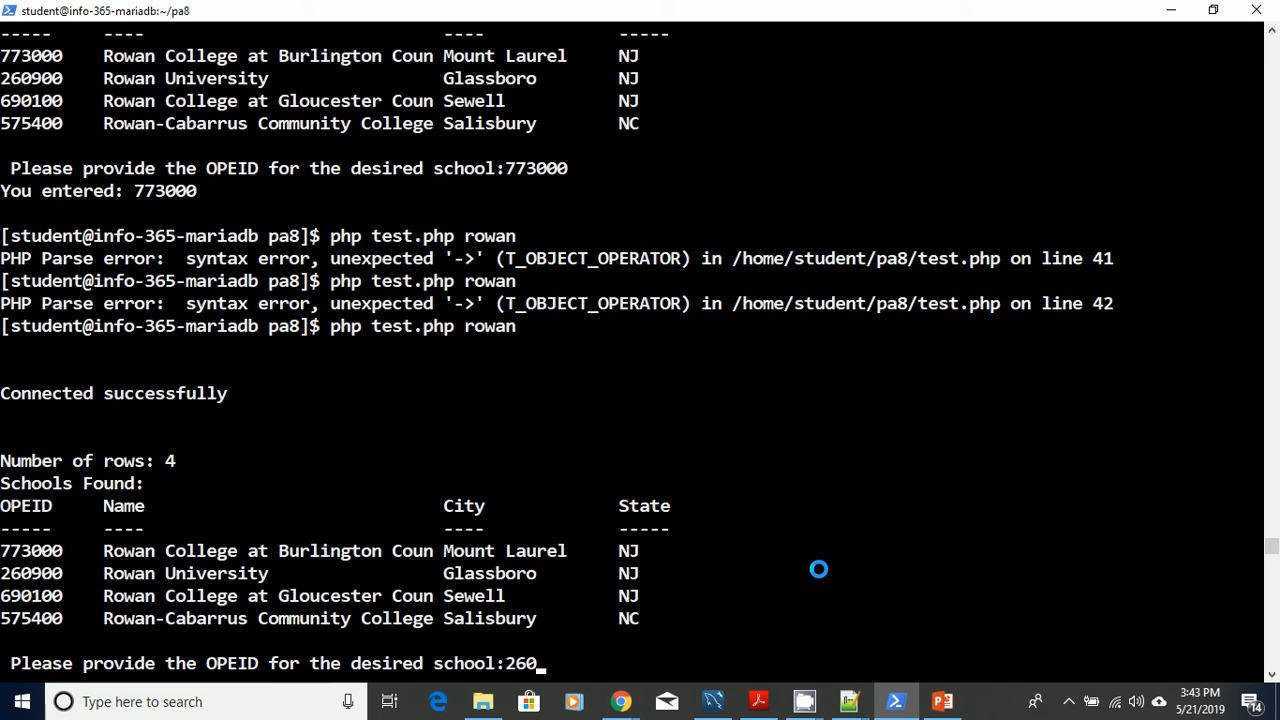 student@info-365-mariadb:~/pa8
----- ---- ---- -----
773000 Rowan College at Burlington Coun Mount Laurel NJ
260900 Rowan University Glassboro NJ
690100 Rowan College at Gloucester Coun Sewell NJ
575400 Rowan-Cabarrus Community College Salisbury NC
Please provide the OPEID for the desired school:773000
You entered: 773000
[student@info-365-mariadb pa8]$ php test.php rowan
PHP Parse error:  syntax error, unexpected '->' (T_OBJECT_OPERATOR) in /home/student/pa8/test.php on line 41
[student@info-365-mariadb pa8]$ php test.php rowan
PHP Parse error:  syntax error, unexpected '->' (T_OBJECT_OPERATOR) in /home/student/pa8/test.php on line 42
[student@info-365-mariadb pa8]$ php test.php rowan
Connected successfully
Number of rows: 4
Schools Found:
OPEID Name City State
----- ---- ---- -----
773000 Rowan College at Burlington Coun Mount Laurel NJ
260900 Rowan University Glassboro NJ
690100 Rowan College at Gloucester Coun Sewell NJ
575400 Rowan-Cabarrus Community College Salisbury NC
Please provide the OPEID for the desired school:260
Type here to search
3:43 PM
5/21/2019
14